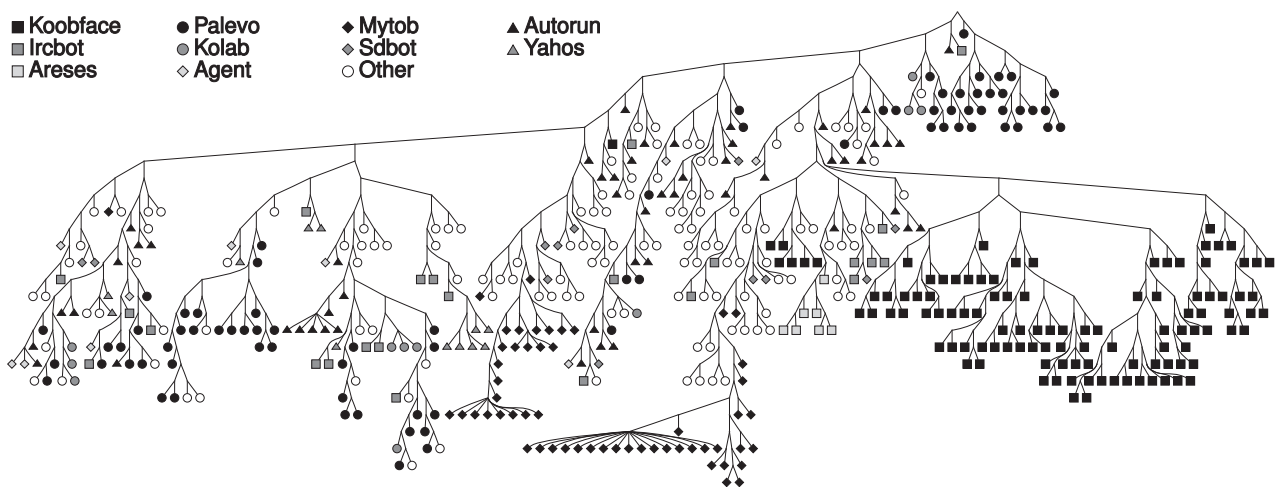 Koobface Palevo Mytob Autorun
Ircbot Kolab Sdbot Yahos
Areses Agent Other